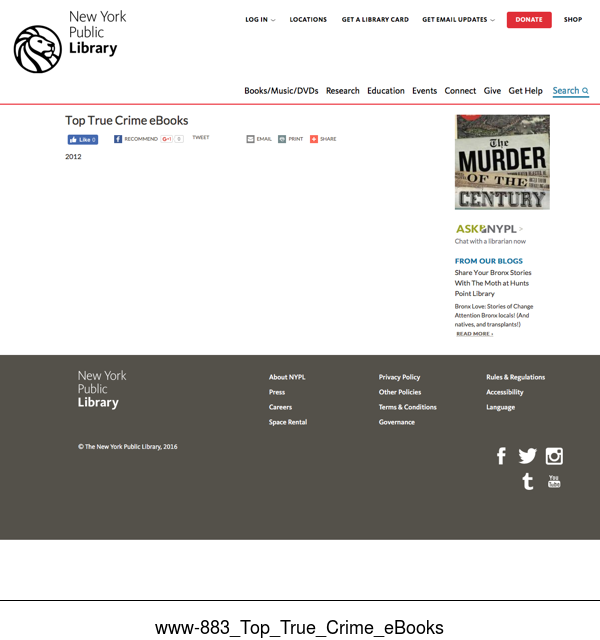 New York
Public
Library
LOG IN
LOCATIONS
GET A LIBRARY CARD
GET EMAIL UPDATES
DONATE
SHOP
Books/Music/DVDs
Research
Education
Events
Connect
Give
Get Help
Search
Top True Crime eBooks
Like 0
RECOMMEND
G+1 0
TWEET
EMAIL
PRINT
SHARE
2012
The
MURDER
OF THE
CENTURY
ASK NYPL >
Chat with a librarian now
FROM OUR BLOGS
Share Your Bronx Stories
With The Moth at Hunts
Point Library
Bronx Love: Stories of Change
Attention Bronx locals! (And
natives, and transplants!)
READ MORE ›
New York
Public
Library
About NYPL
Press
Careers
Space Rental
Privacy Policy
Other Policies
Terms & Conditions
Governance
Rules & Regulations
Accessibility
Language
© The New York Public Library, 2016
You
Tube
www-883_Top_True_Crime_eBooks